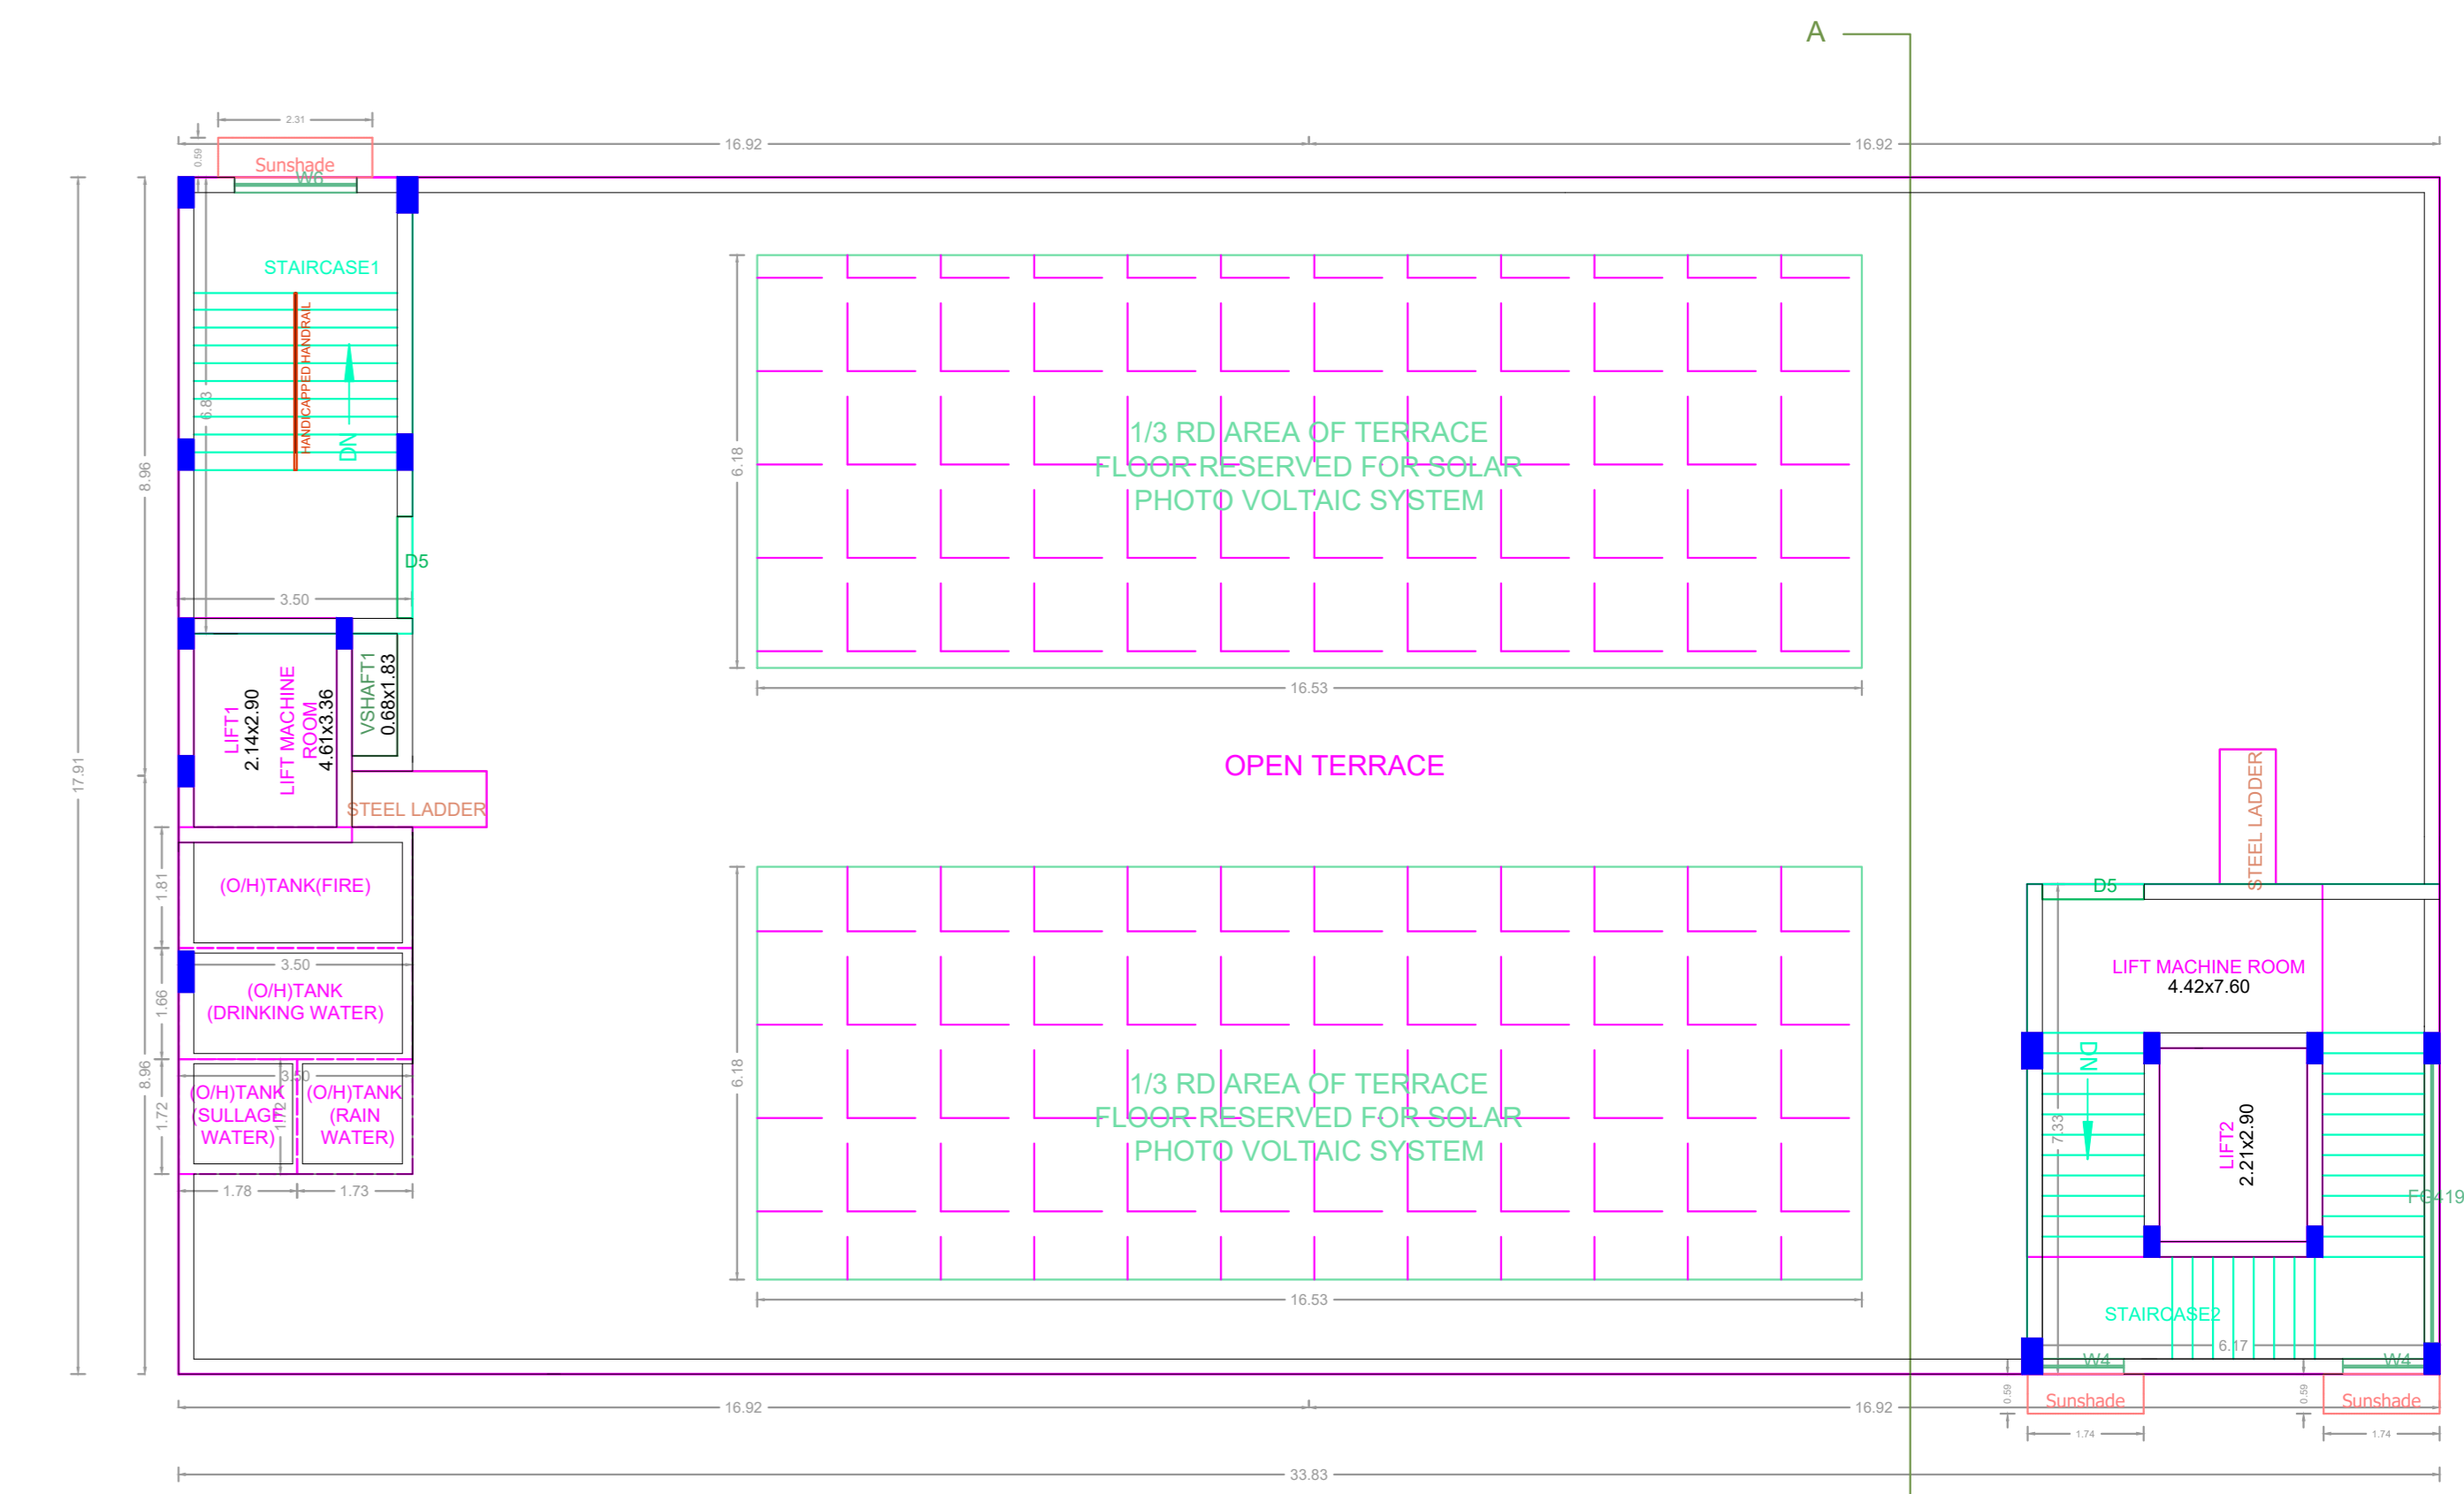 A
2.31
16.92
16.92
0.59
Sunshade
W6
STAIRCASE1
HANDICAPPED HANDRAIL
DN
6.83
8.96
17.91
D5
3.50
6.18
1/3 RD AREA OF TERRACE
FLOOR RESERVED FOR SOLAR
PHOTO VOLTAIC SYSTEM
16.53
LIFT1
2.14x2.90
LIFT MACHINE
ROOM
4.61x3.36
VSHAFT1
0.68x1.83
STEEL LADDER
OPEN TERRACE
STEEL LADDER
1.81
(O/H)TANK(FIRE)
3.50
1.66
(O/H)TANK
(DRINKING WATER)
8.96
3.50
1.72
(O/H)TANK
(SULLAGE
WATER)
1.72
(O/H)TANK
(RAIN
WATER)
1.78
1.73
6.18
1/3 RD AREA OF TERRACE
FLOOR RESERVED FOR SOLAR
PHOTO VOLTAIC SYSTEM
16.53
D5
LIFT MACHINE ROOM
4.42x7.60
DN
7.33
LIFT2
2.21x2.90
FG419
STAIRCASE2
6.17
W4
W4
0.59
Sunshade
0.59
Sunshade
16.92
16.92
1.74
1.74
33.83